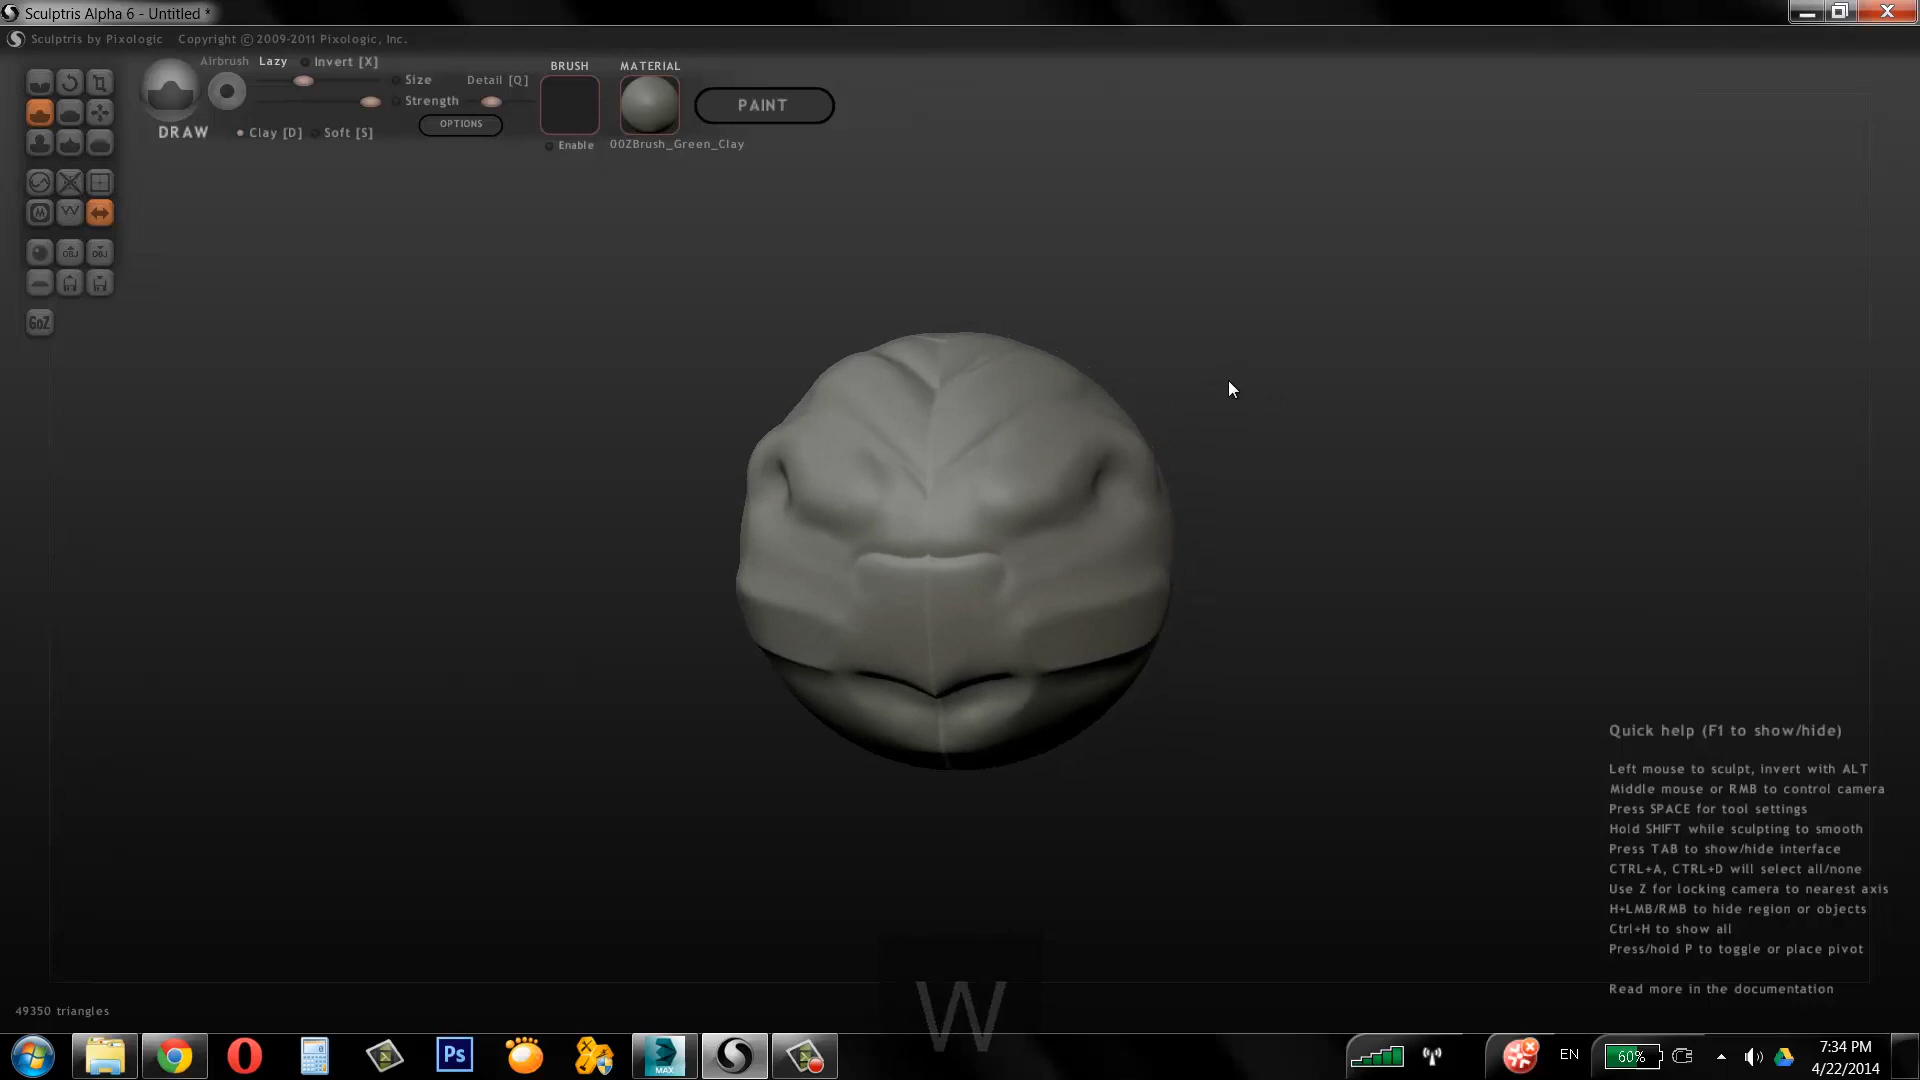 Sculptris Alpha 6 - Untitled *
Sculptris by Pixologic Copyright © 2009-2011 Pixologic, Inc.
Airbrush Lazy Invert [X]
Size Detail [Q]
Strength
OPTIONS
DRAW Clay [D] Soft [S]
BRUSH
Enable
MATERIAL
00ZBrush_Green_Clay
PAINT
OBJ OBJ
GoZ
Quick help (F1 to show/hide)
Left mouse to sculpt, invert with ALT
Middle mouse or RMB to control camera
Press SPACE for tool settings
Hold SHIFT while sculpting to smooth
Press TAB to show/hide interface
CTRL+A, CTRL+D will select all/none
Use Z for locking camera to nearest axis
H+LMB/RMB to hide region or objects
Ctrl+H to show all
Press/hold P to toggle or place pivot
Read more in the documentation
W
49350 triangles
Ps
MAX
EN
60%
7:34 PM
4/22/2014